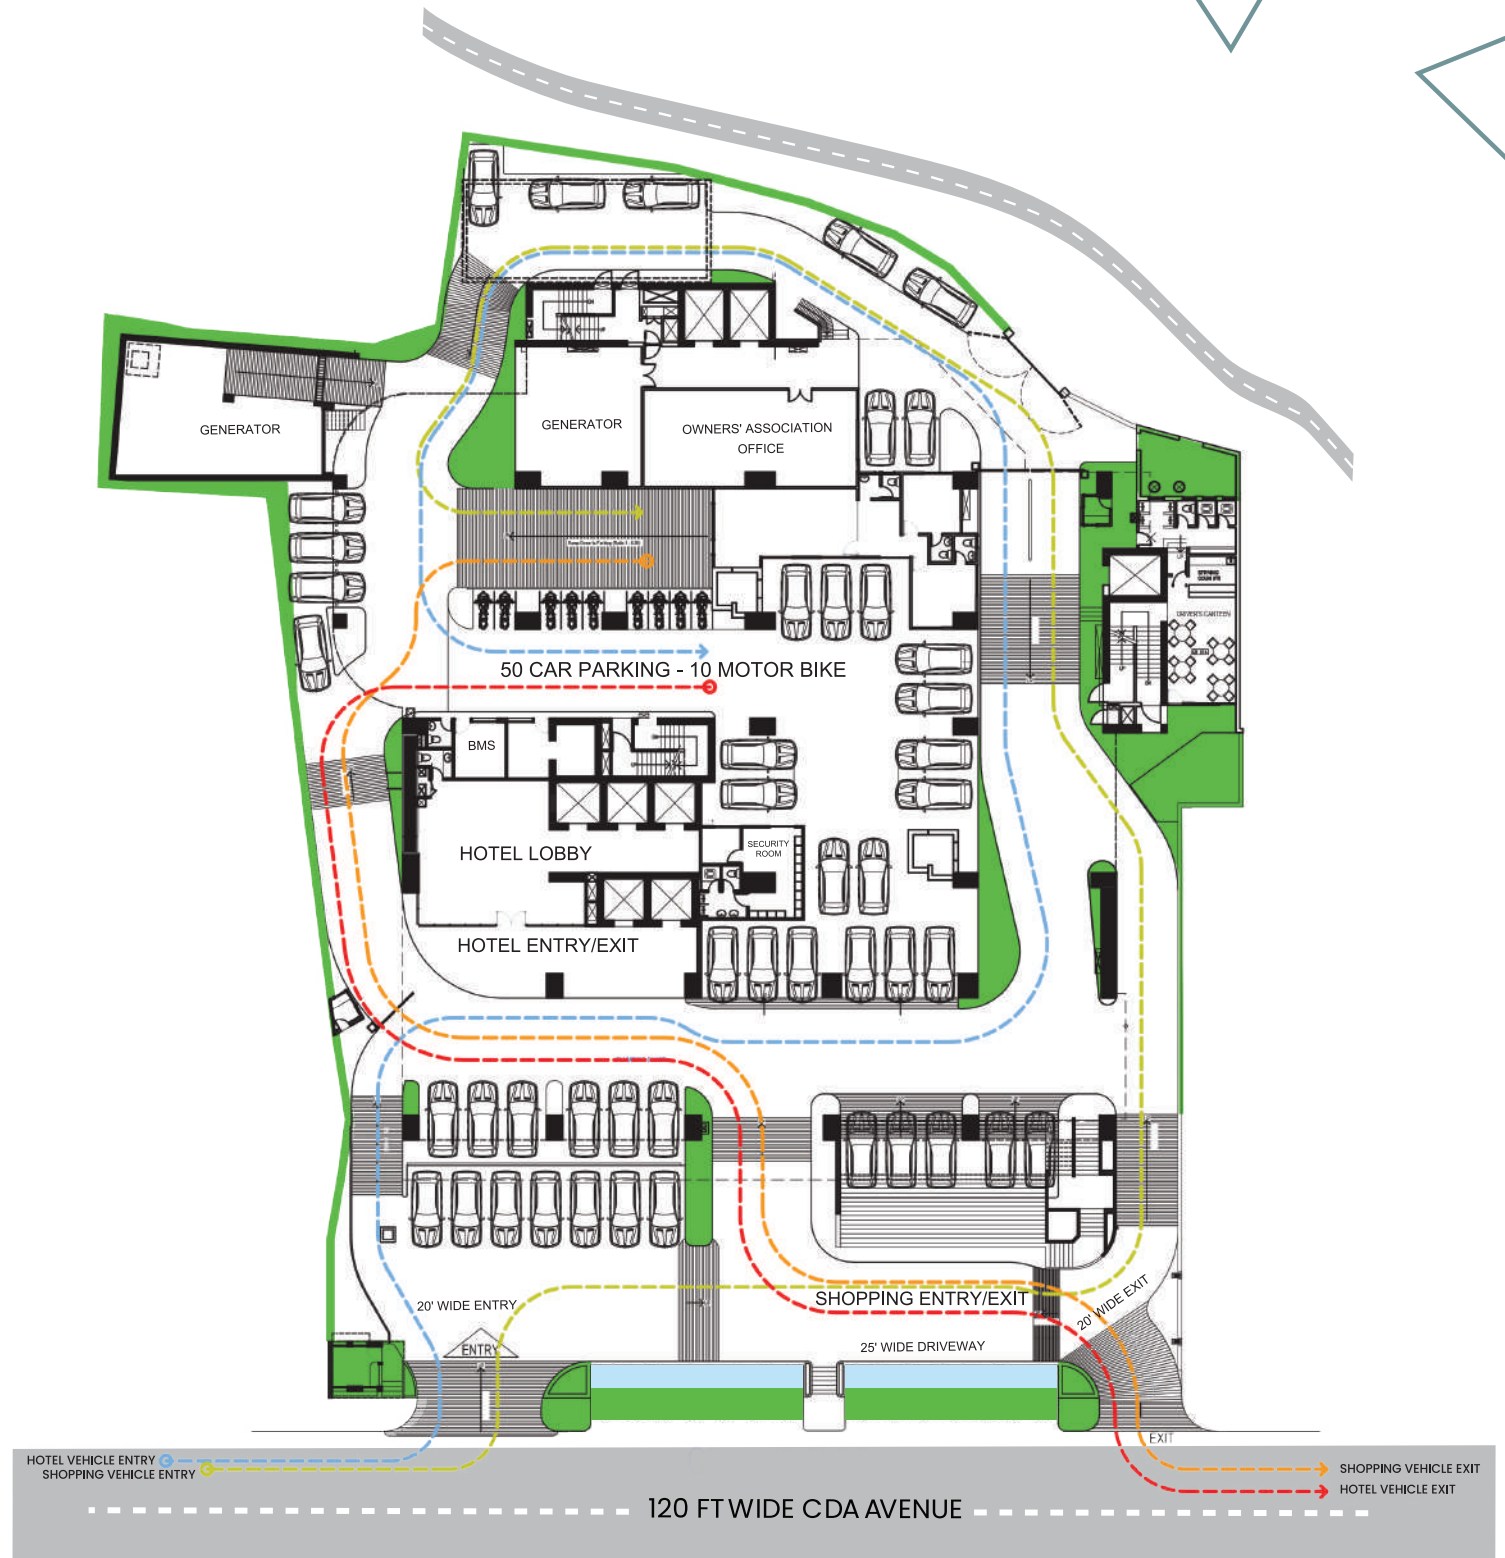 GENERATOR
GENERATOR
OWNERS' ASSOCIATION
OFFICE
DRIVER'S CANTEEN
50 CAR PARKING - 10 MOTOR BIKE
BMS
HOTEL LOBBY
SECURITY
ROOM
HOTEL ENTRY/EXIT
20' WIDE ENTRY
SHOPPING ENTRY/EXIT
20' WIDE EXIT
ENTRY
25' WIDE DRIVEWAY
EXIT
HOTEL VEHICLE ENTRY
SHOPPING VEHICLE ENTRY
SHOPPING VEHICLE EXIT
HOTEL VEHICLE EXIT
120 FT WIDE CDA AVENUE